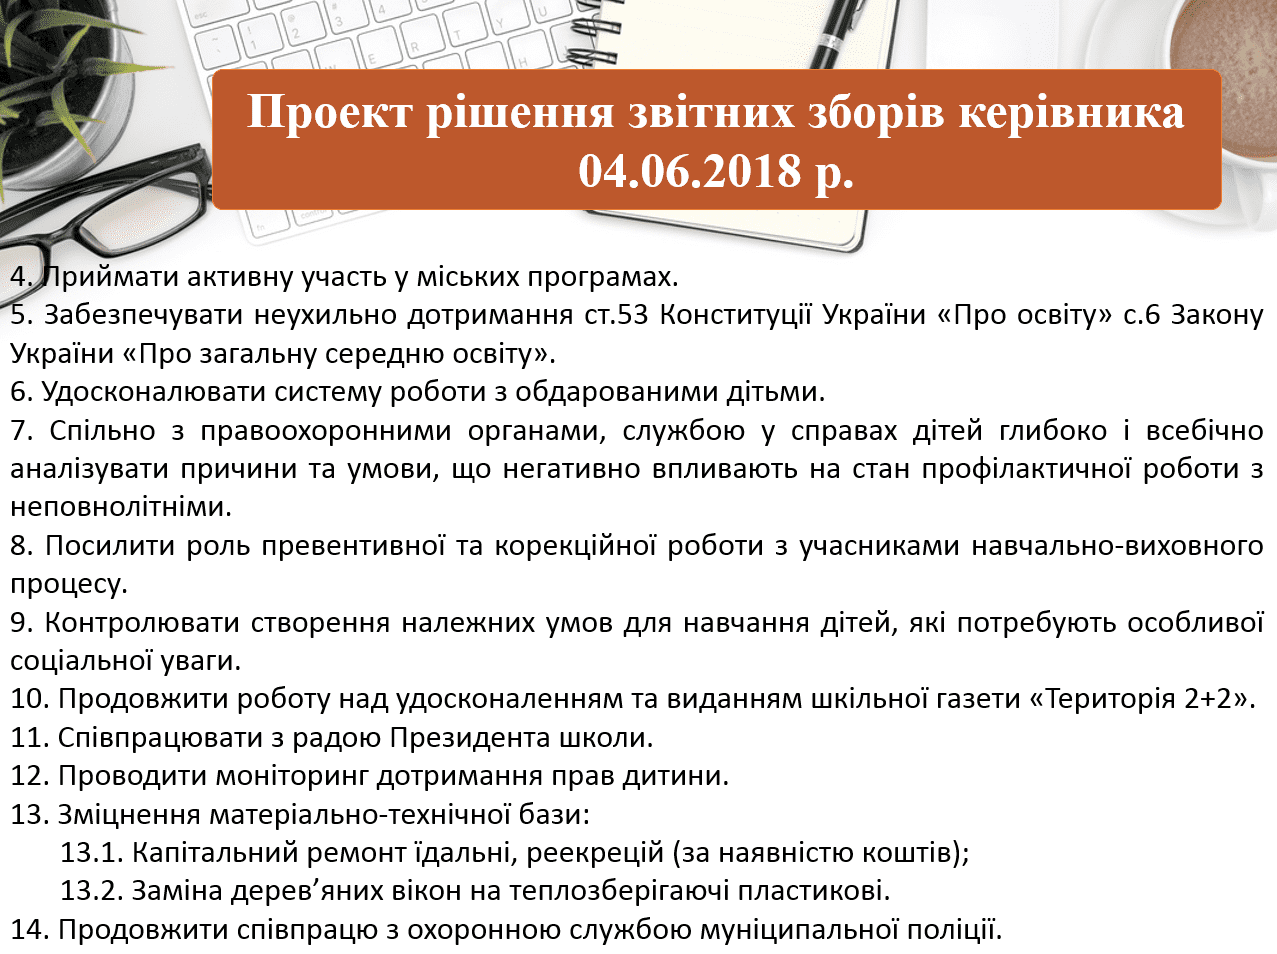 Проект рішення звітних зборів керівника
04.06.2018 р.
4. Приймати активну участь у міських програмах.
5. Забезпечувати неухильно дотримання ст.53 Конституції України «Про освіту» с.6 Закону
України «Про загальну середню освіту».
6. Удосконалювати систему роботи з обдарованими дітьми.
7. Спільно з правоохоронними органами, службою у справах дітей глибоко і всебічно
аналізувати причини та умови, що негативно впливають на стан профілактичної роботи з
неповнолітніми.
8. Посилити роль превентивної та корекційної роботи з учасниками навчально-виховного
процесу.
9. Контролювати створення належних умов для навчання дітей, які потребують особливої
соціальної уваги.
10. Продовжити роботу над удосконаленням та виданням шкільної газети «Територія 2+2».
11. Співпрацювати з радою Президента школи.
12. Проводити моніторинг дотримання прав дитини.
13. Зміцнення матеріально-технічної бази:
13.1. Капітальний ремонт їдальні, реекрецій (за наявністю коштів);
13.2. Заміна дерев’яних вікон на теплозберігаючі пластикові.
14. Продовжити співпрацю з охоронною службою муніципальної поліції.